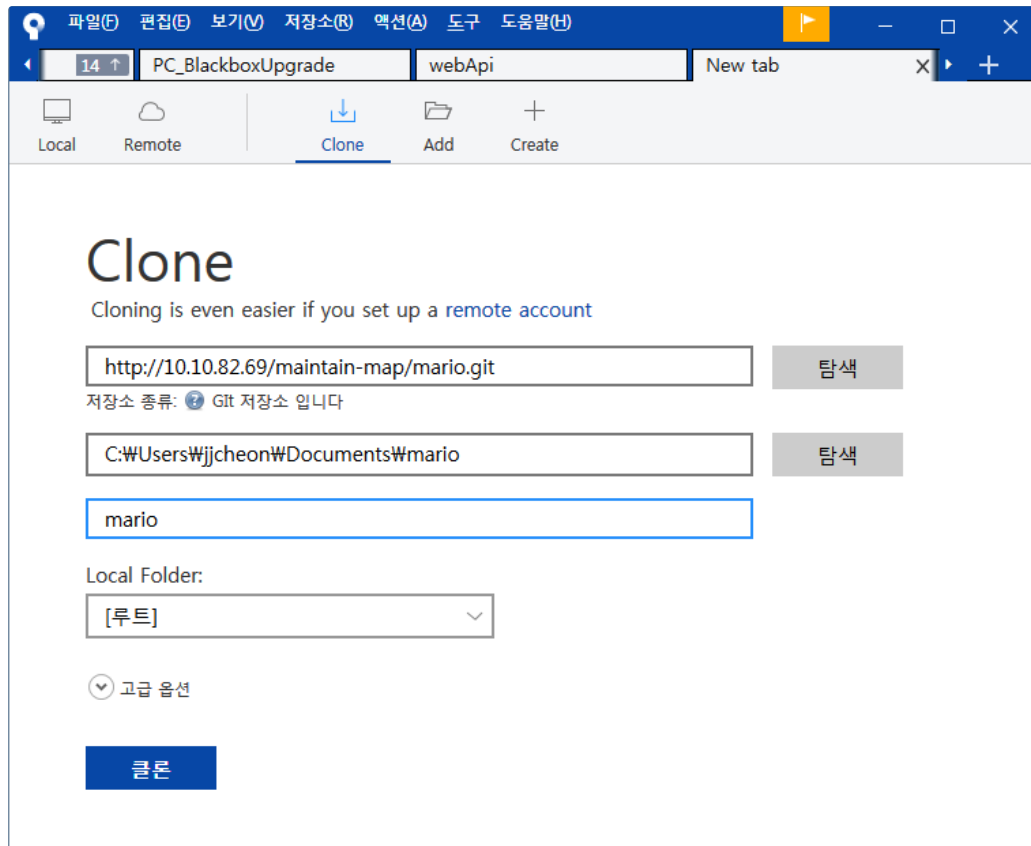 파일(F) 편집(E) 보기(V) 저장소(R) 액션(A) 도구 도움말(H)
14 ↑ PC_BlackboxUpgrade webApi New tab
Local Remote Clone Add Create
Clone
Cloning is even easier if you set up a remote account
http://10.10.82.69/maintain-map/mario.git 탐색
저장소 종류: GIt 저장소 입니다
C:₩Users₩jjcheon₩Documents₩mario 탐색
mario
Local Folder:
[루트]
고급 옵션
클론